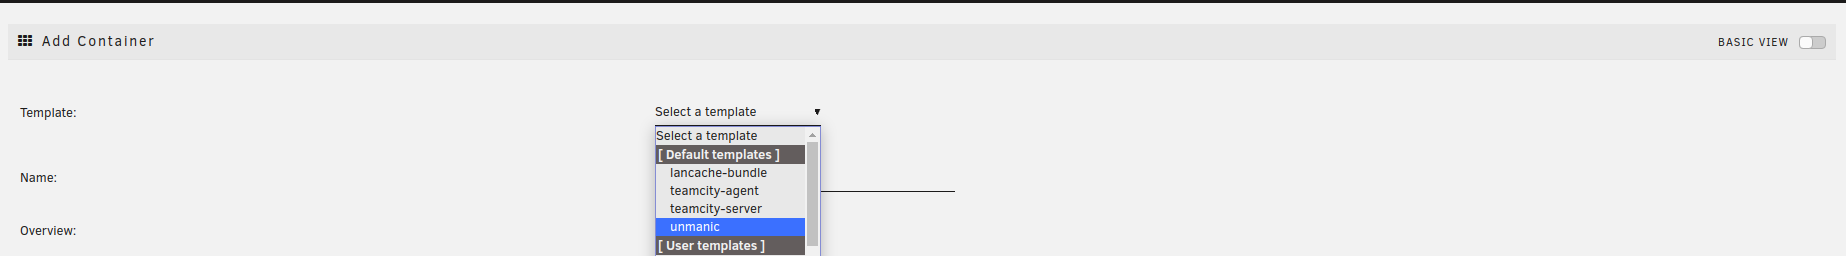 Add Container
BASIC VIEW
Template:
Select a template
Select a template
[ Default templates ]
lancache-bundle
teamcity-agent
teamcity-server
unmanic
[ User templates ]
Name:
Overview: